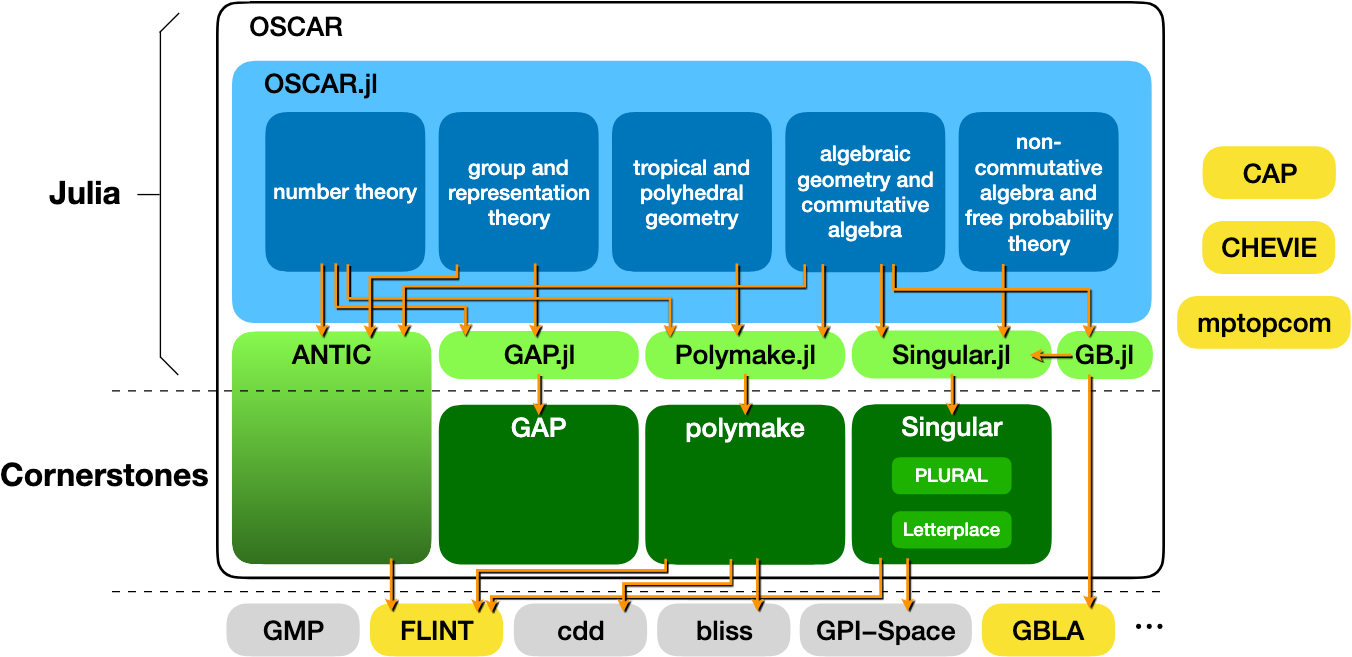 OSCAR
OSCAR.jl
Julia
number theory
group and
representation
theory
tropical and
polyhedral
geometry
algebraic
geometry and
commutative
algebra
non-
commutative
algebra and
free probability
theory
CAP
CHEVIE
mptopcom
ANTIC
GAP.jl
Polymake.jl
Singular.jl
GB.jl
Cornerstones
GAP
polymake
Singular
PLURAL
Letterplace
GMP
FLINT
cdd
bliss
GPI–Space
GBLA
...